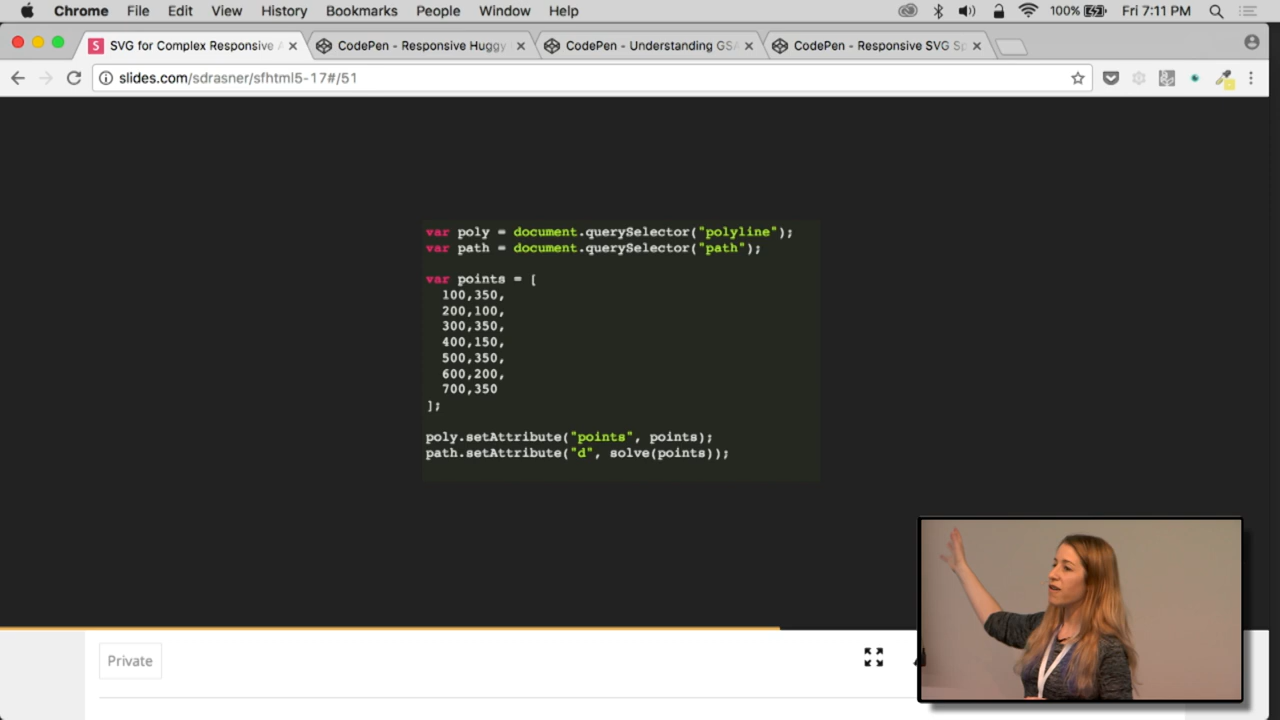 Chrome File Edit View History Bookmarks People Window Help 100% Fri 7:11 PM
S SVG for Complex Responsive A CodePen - Responsive Huggy CodePen - Understanding GSA CodePen - Responsive SVG Sp
slides.com/sdrasner/sfhtml5-17#/51
var poly = document.querySelector("polyline");
var path = document.querySelector("path");
var points = [
100,350,
200,100,
300,350,
400,150,
500,350,
600,200,
700,350
];
poly.setAttribute("points", points);
path.setAttribute("d", solve(points));
Private